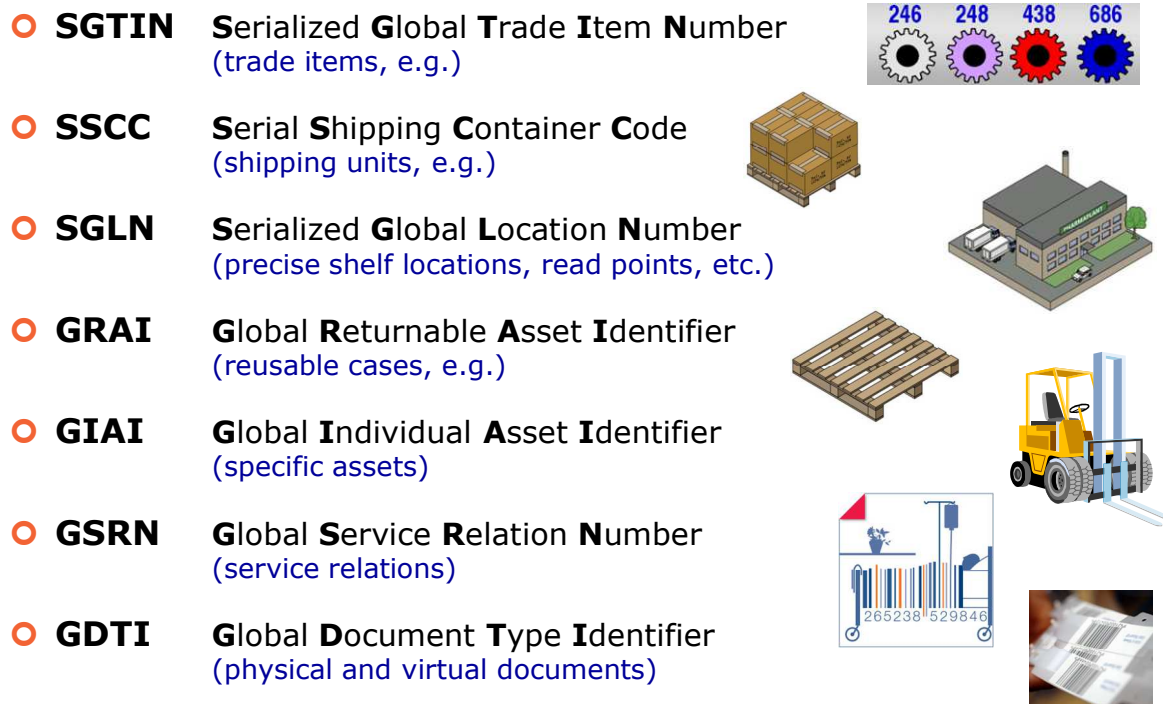 246 248 438 686
SGTIN Serialized Global Trade Item Number
(trade items, e.g.)
SSCC Serial Shipping Container Code
(shipping units, e.g.)
SGLN Serialized Global Location Number
(precise shelf locations, read points, etc.)
PHARMAPLANT
GRAI Global Returnable Asset Identifier
(reusable cases, e.g.)
GIAI Global Individual Asset Identifier
(specific assets)
GSRN Global Service Relation Number
(service relations)
265238 529846
GDTI Global Document Type Identifier
(physical and virtual documents)